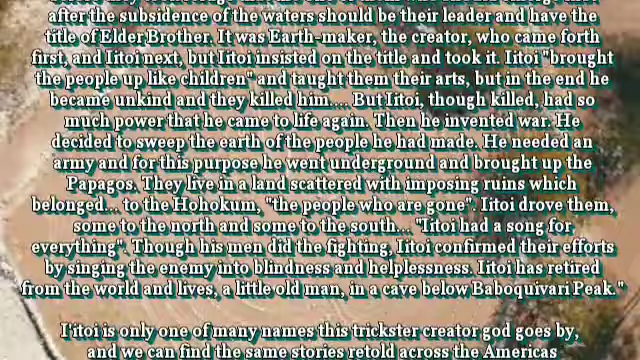 after the subsidence of the waters should be their leader and have the
title of Elder Brother. It was Earth-maker, the creator, who came forth
first, and Iitoi next, but Iitoi insisted on the title and took it. Iitoi "brought
the people up like children" and taught them their arts, but in the end he
became unkind and they killed him.... But Iitoi, though killed, had so
much power that he came to life again. Then he invented war. He
decided to sweep the earth of the people he had made. He needed an
army and for this purpose he went underground and brought up the
Papagos. They live in a land scattered with imposing ruins which
belonged... to the Hohokum, "the people who are gone". Iitoi drove them,
some to the north and some to the south... "Iitoi had a song for
everything". Though his men did the fighting, Iitoi confirmed their efforts
by singing the enemy into blindness and helplessness. Iitoi has retired
from the world and lives, a little old man, in a cave below Baboquivari Peak."
I'itoi is only one of many names this trickster creator god goes by,
and we can find the same stories retold across the Americas